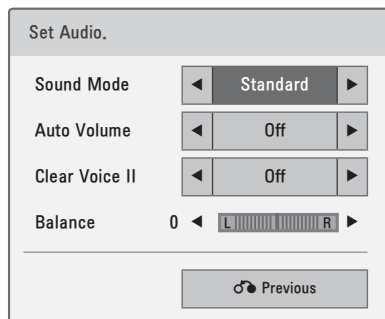 Set Audio.
Sound Mode ◀ Standard ▶
Auto Volume ◀ Off ▶
Clear Voice II ◀ Off ▶
Balance 0 ◀ L R ▶
Previous